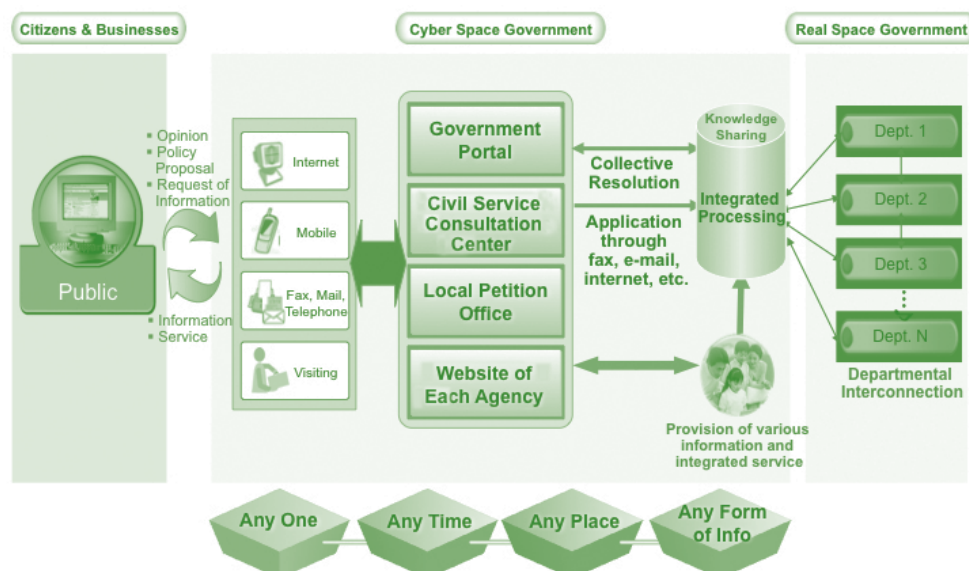 Citizens & Businesses
Cyber Space Government
Real Space Government
Opinion
Policy
Proposal
Request of
Information
Public
Information
Service
Internet
Mobile
Fax, Mail,
Telephone
Visiting
Government
Portal
Civil Service
Consultation
Center
Local Petition
Office
Website of
Each Agency
Collective
Resolution
Application
through
fax, e-mail,
internet, etc.
Knowledge
Sharing
Integrated
Processing
Provision of various
information and
integrated service
Dept. 1
Dept. 2
Dept. 3
Dept. N
Departmental
Interconnection
Any One
Any Time
Any Place
Any Form
of Info